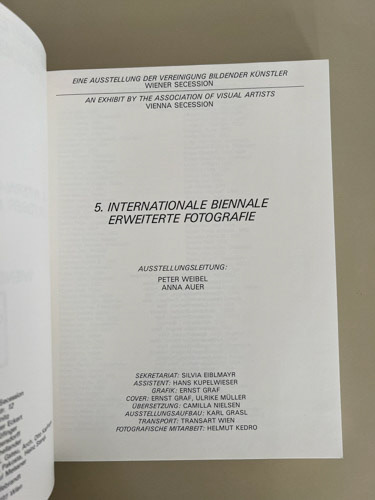 EINE AUSSTELLUNG DER VEREINIGUNG BILDENDER KÜNSTLER
WIENER SECESSION
AN EXHIBIT BY THE ASSOCIATION OF VISUAL ARTISTS
VIENNA SECESSION
5. INTERNATIONALE BIENNALE
ERWEITERTE FOTOGRAFIE
AUSSTELLUNGSLEITUNG:
PETER WEIBEL
ANNA AUER
SEKRETARIAT: SILVIA EIBLMAYR
ASSISTENT: HANS KUPELWIESER
GRAFIK: ERNST GRAF
COVER: ERNST GRAF, ULRIKE MÜLLER
ÜBERSETZUNG: CAMILLA NIELSEN
AUSSTELLUNGSAUFBAU: KARL GRASL
TRANSPORT: TRANSART WIEN
FOTOGRAFISCHE MITARBEIT: HELMUT KEDRO
Secession
12